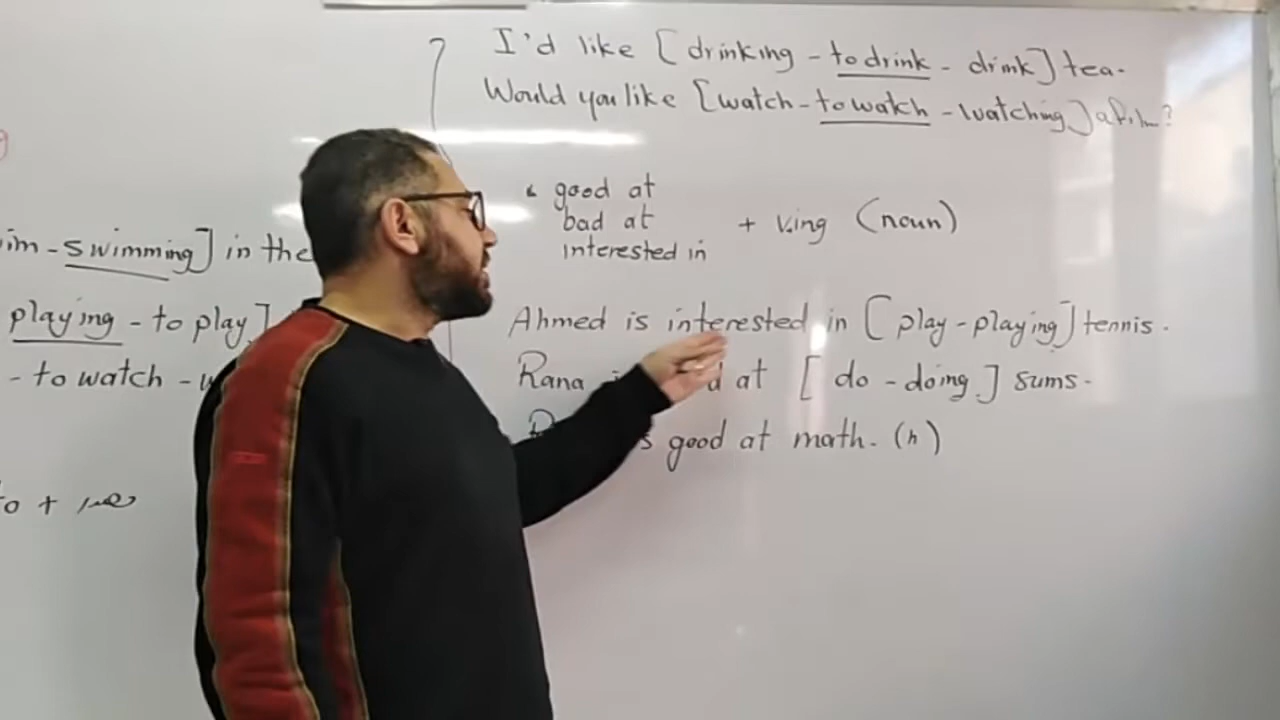 swimming] in the
playing - to play]
- to watch -
o + مصدر
I'd like [drinking - to drink - drink] tea.
Would you like [watch - to watch - watching] a film?
good at
bad at
interested in
+ v.ing (noun)
Ahmed is interested in [play - playing] tennis.
Rana at [do - doing] sums.
good at math. (h)